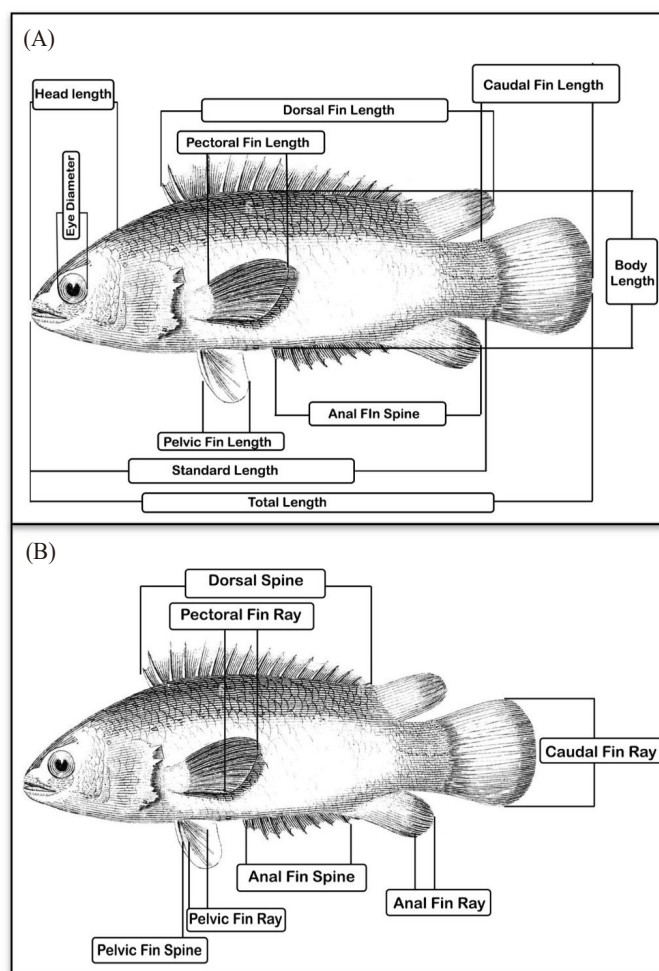 (A)
Head length
Caudal Fin Length
Dorsal Fin Length
Pectoral Fin Length
Eye Diameter
Body
Length
Anal FIn Spine
Pelvic Fin Length
Standard Length
Total Length
(B)
Dorsal Spine
Pectoral Fin Ray
Caudal Fin Ray
Anal Fin Spine
Anal Fin Ray
Pelvic Fin Ray
Pelvic Fin Spine